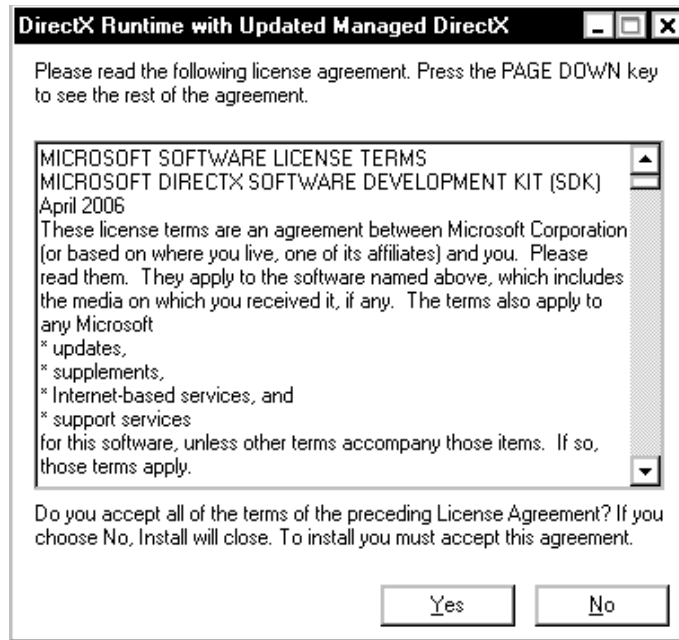 DirectX Runtime with Updated Managed DirectX
Please read the following license agreement. Press the PAGE DOWN key
to see the rest of the agreement.
MICROSOFT SOFTWARE LICENSE TERMS
MICROSOFT DIRECTX SOFTWARE DEVELOPMENT KIT (SDK)
April 2006
These license terms are an agreement between Microsoft Corporation
(or based on where you live, one of its affiliates) and you.  Please
read them.  They apply to the software named above, which includes
the media on which you received it, if any.  The terms also apply to
any Microsoft
* updates,
* supplements,
* Internet-based services, and
* support services
for this software, unless other terms accompany those items.  If so,
those terms apply.
Do you accept all of the terms of the preceding License Agreement? If you
choose No, Install will close. To install you must accept this agreement.
Yes
No